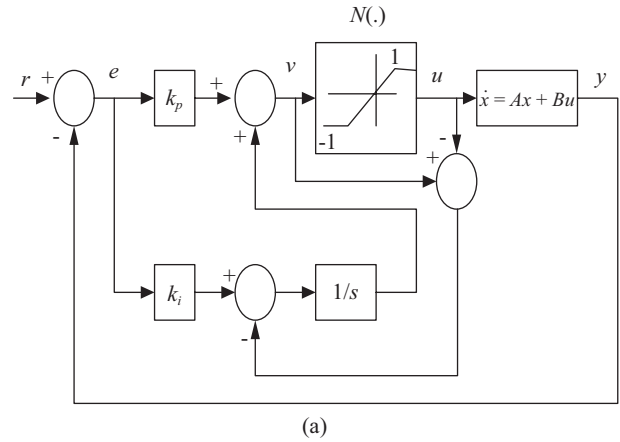 N(.)
r + e + v 1 u y
k_p
ẋ = Ax + Bu
-
+
-1
-
+
k_i
+
1/s
-
(a)